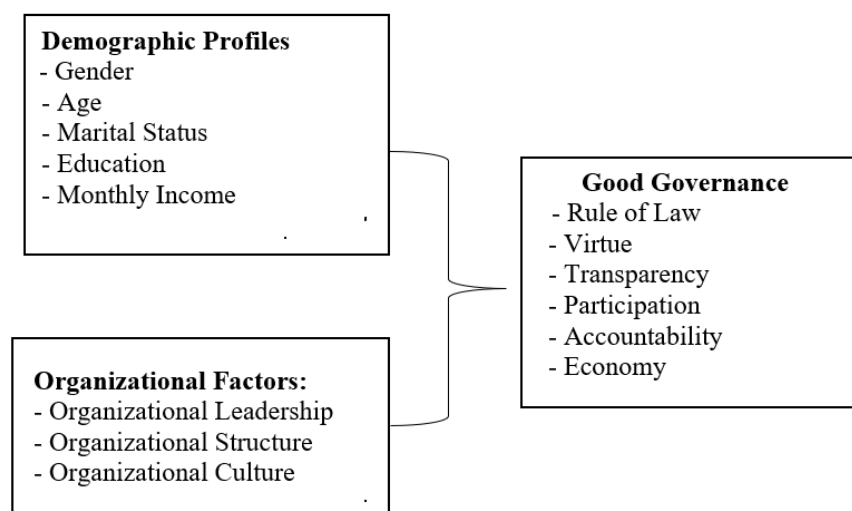 Demographic Profiles
- Gender
- Age
- Marital Status
- Education
- Monthly Income
Organizational Factors:
- Organizational Leadership
- Organizational Structure
- Organizational Culture
Good Governance
- Rule of Law
- Virtue
- Transparency
- Participation
- Accountability
- Economy